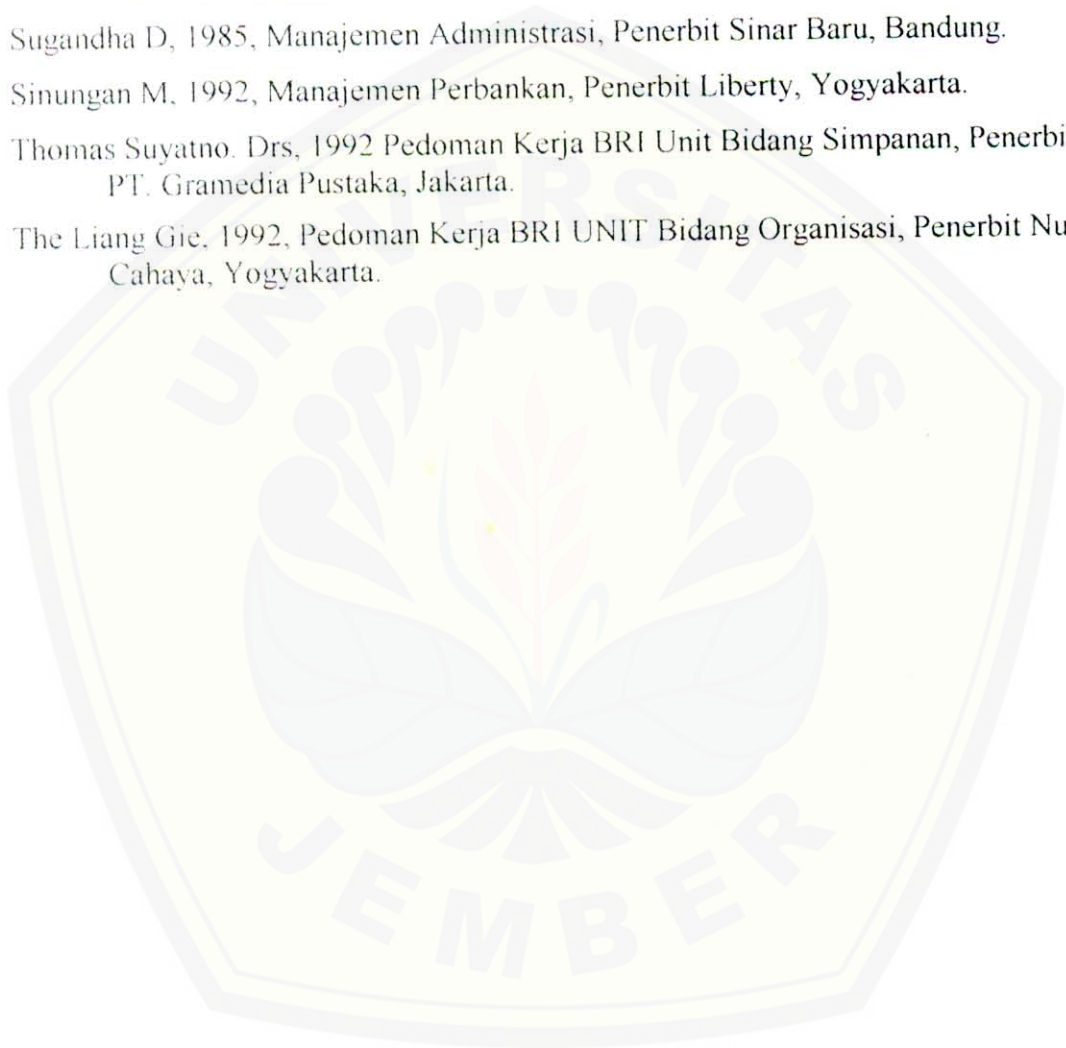 Sugandha D, 1985, Manajemen Administrasi, Penerbit Sinar Baru, Bandung.
Sinungan M. 1992, Manajemen Perbankan, Penerbit Liberty, Yogyakarta.
Thomas Suyatno. Drs, 1992 Pedoman Kerja BRI Unit Bidang Simpanan, Penerbi
PT. Gramedia Pustaka, Jakarta.
The Liang Gie. 1992, Pedoman Kerja BRI UNIT Bidang Organisasi, Penerbit Nu
Cahaya, Yogyakarta.
UNIVERSITAS
JEMBER